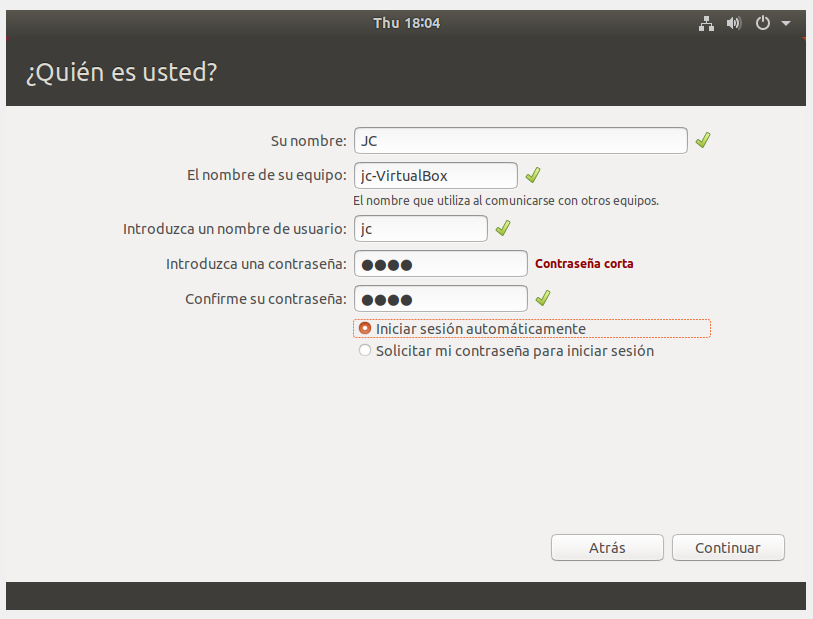 Thu 18:04
¿Quién es usted?
Su nombre: JC
El nombre de su equipo: jc-VirtualBox
El nombre que utiliza al comunicarse con otros equipos.
Introduzca un nombre de usuario: jc
Introduzca una contraseña: ●●●● Contraseña corta
Confirme su contraseña: ●●●●
Iniciar sesión automáticamente
Solicitar mi contraseña para iniciar sesión
Atrás Continuar